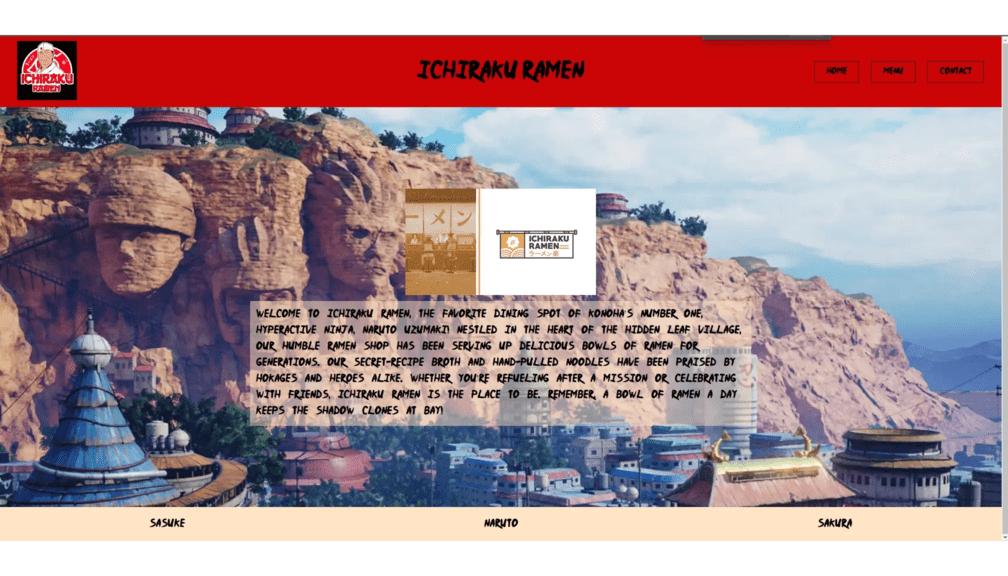 ICHIRAKU
RAMEN
ICHIRAKU RAMEN
HOME
MENU
CONTACT
ーメン
ICHIRAKU
RAMEN
WELCOME TO ICHIRAKU RAMEN, THE FAVORITE DINING SPOT OF KONOHA'S NUMBER ONE,
HYPERACTIVE NINJA, NARUTO UZUMAKI! NESTLED IN THE HEART OF THE HIDDEN LEAF VILLAGE,
OUR HUMBLE RAMEN SHOP HAS BEEN SERVING UP DELICIOUS BOWLS OF RAMEN FOR
GENERATIONS. OUR SECRET-RECIPE BROTH AND HAND-PULLED NOODLES HAVE BEEN PRAISED BY
HOKAGES AND HEROES ALIKE. WHETHER YOU'RE REFUELING AFTER A MISSION OR CELEBRATING
WITH FRIENDS, ICHIRAKU RAMEN IS THE PLACE TO BE. REMEMBER, A BOWL OF RAMEN A DAY
KEEPS THE SHADOW CLONES AT BAY!
SASUKE
NARUTO
SAKURA